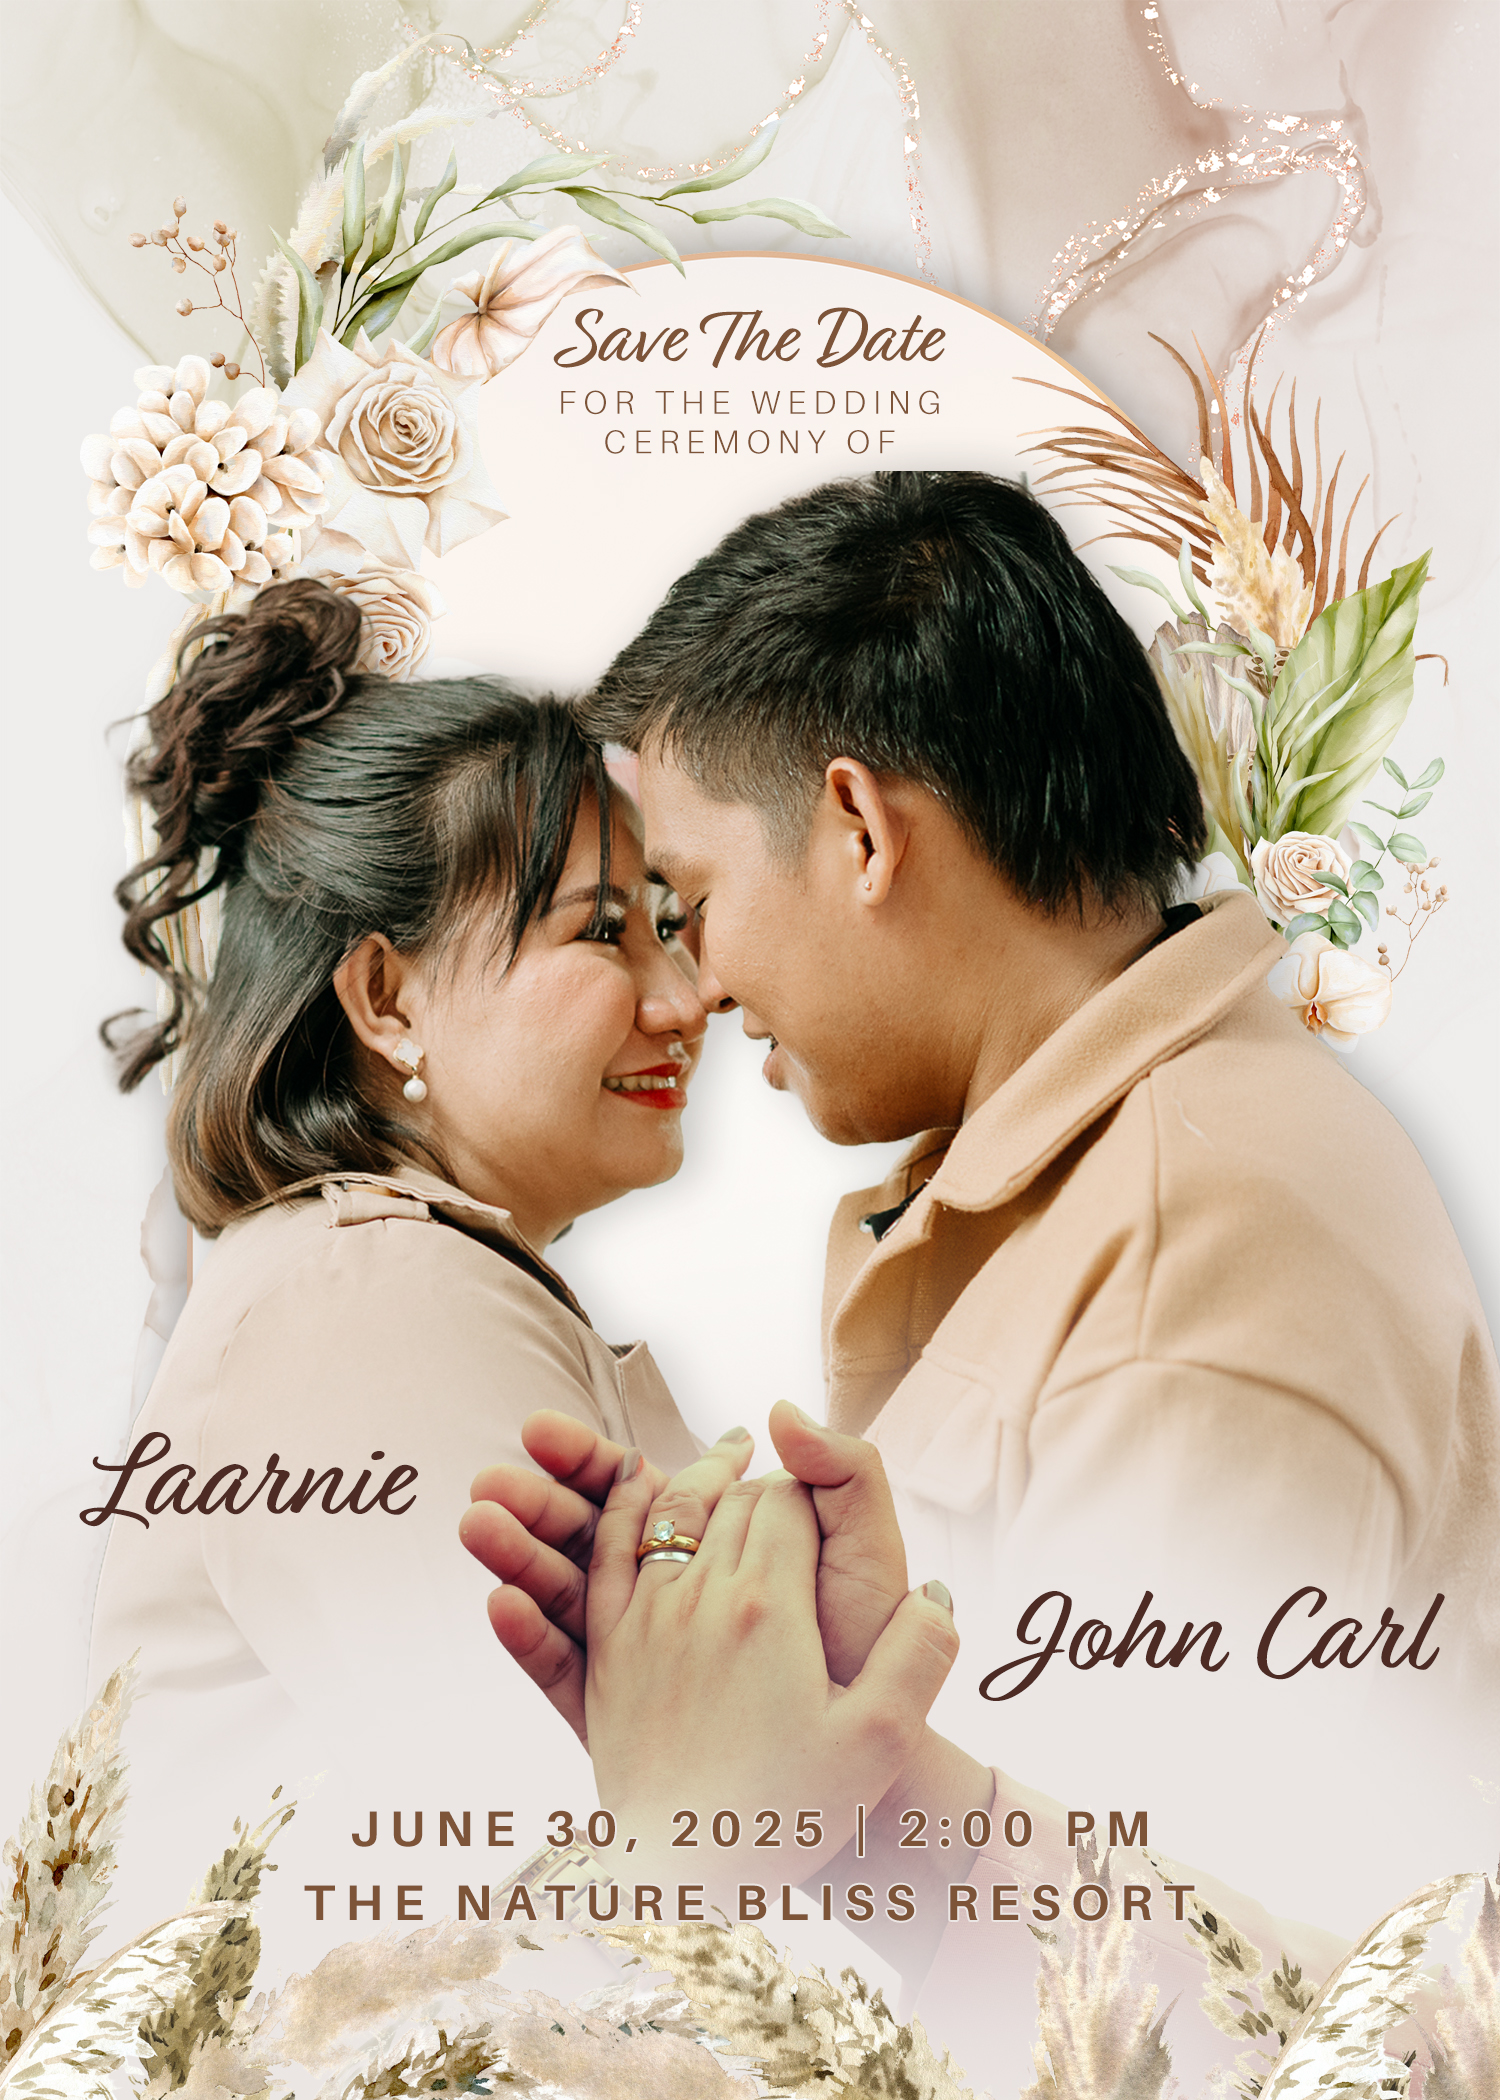 Save The Date
FOR THE WEDDING
CEREMONY OF
Laarnie
John Carl
JUNE 30, 2025 | 2:00 PM
THE NATURE BLISS RESORT